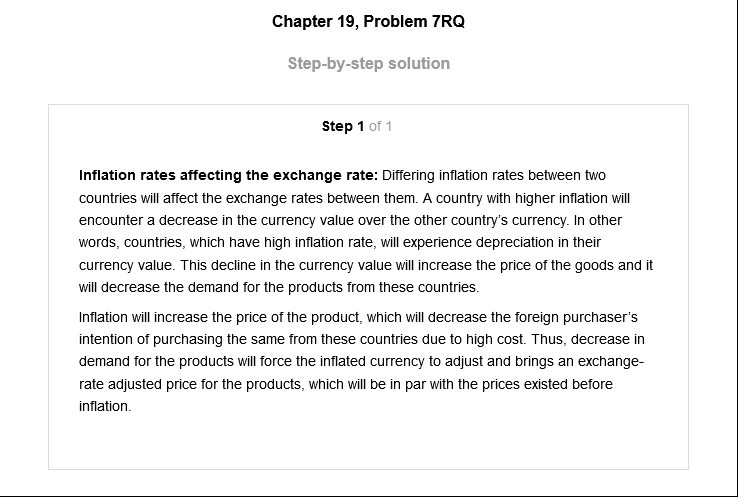 Chapter 19, Problem 7RQ
Step-by-step solution
Step 1 of 1
Inflation rates affecting the exchange rate: Differing inflation rates between two
countries will affect the exchange rates between them. A country with higher inflation will
encounter a decrease in the currency value over the other country's currency. In other
words, countries, which have high inflation rate, will experience depreciation in their
currency value. This decline in the currency value will increase the price of the goods and it
will decrease the demand for the products from these countries.
Inflation will increase the price of the product, which will decrease the foreign purchaser's
intention of purchasing the same from these countries due to high cost. Thus, decrease in
demand for the products will force the inflated currency to adjust and brings an exchange-
rate adjusted price for the products, which will be in par with the prices existed before
inflation.